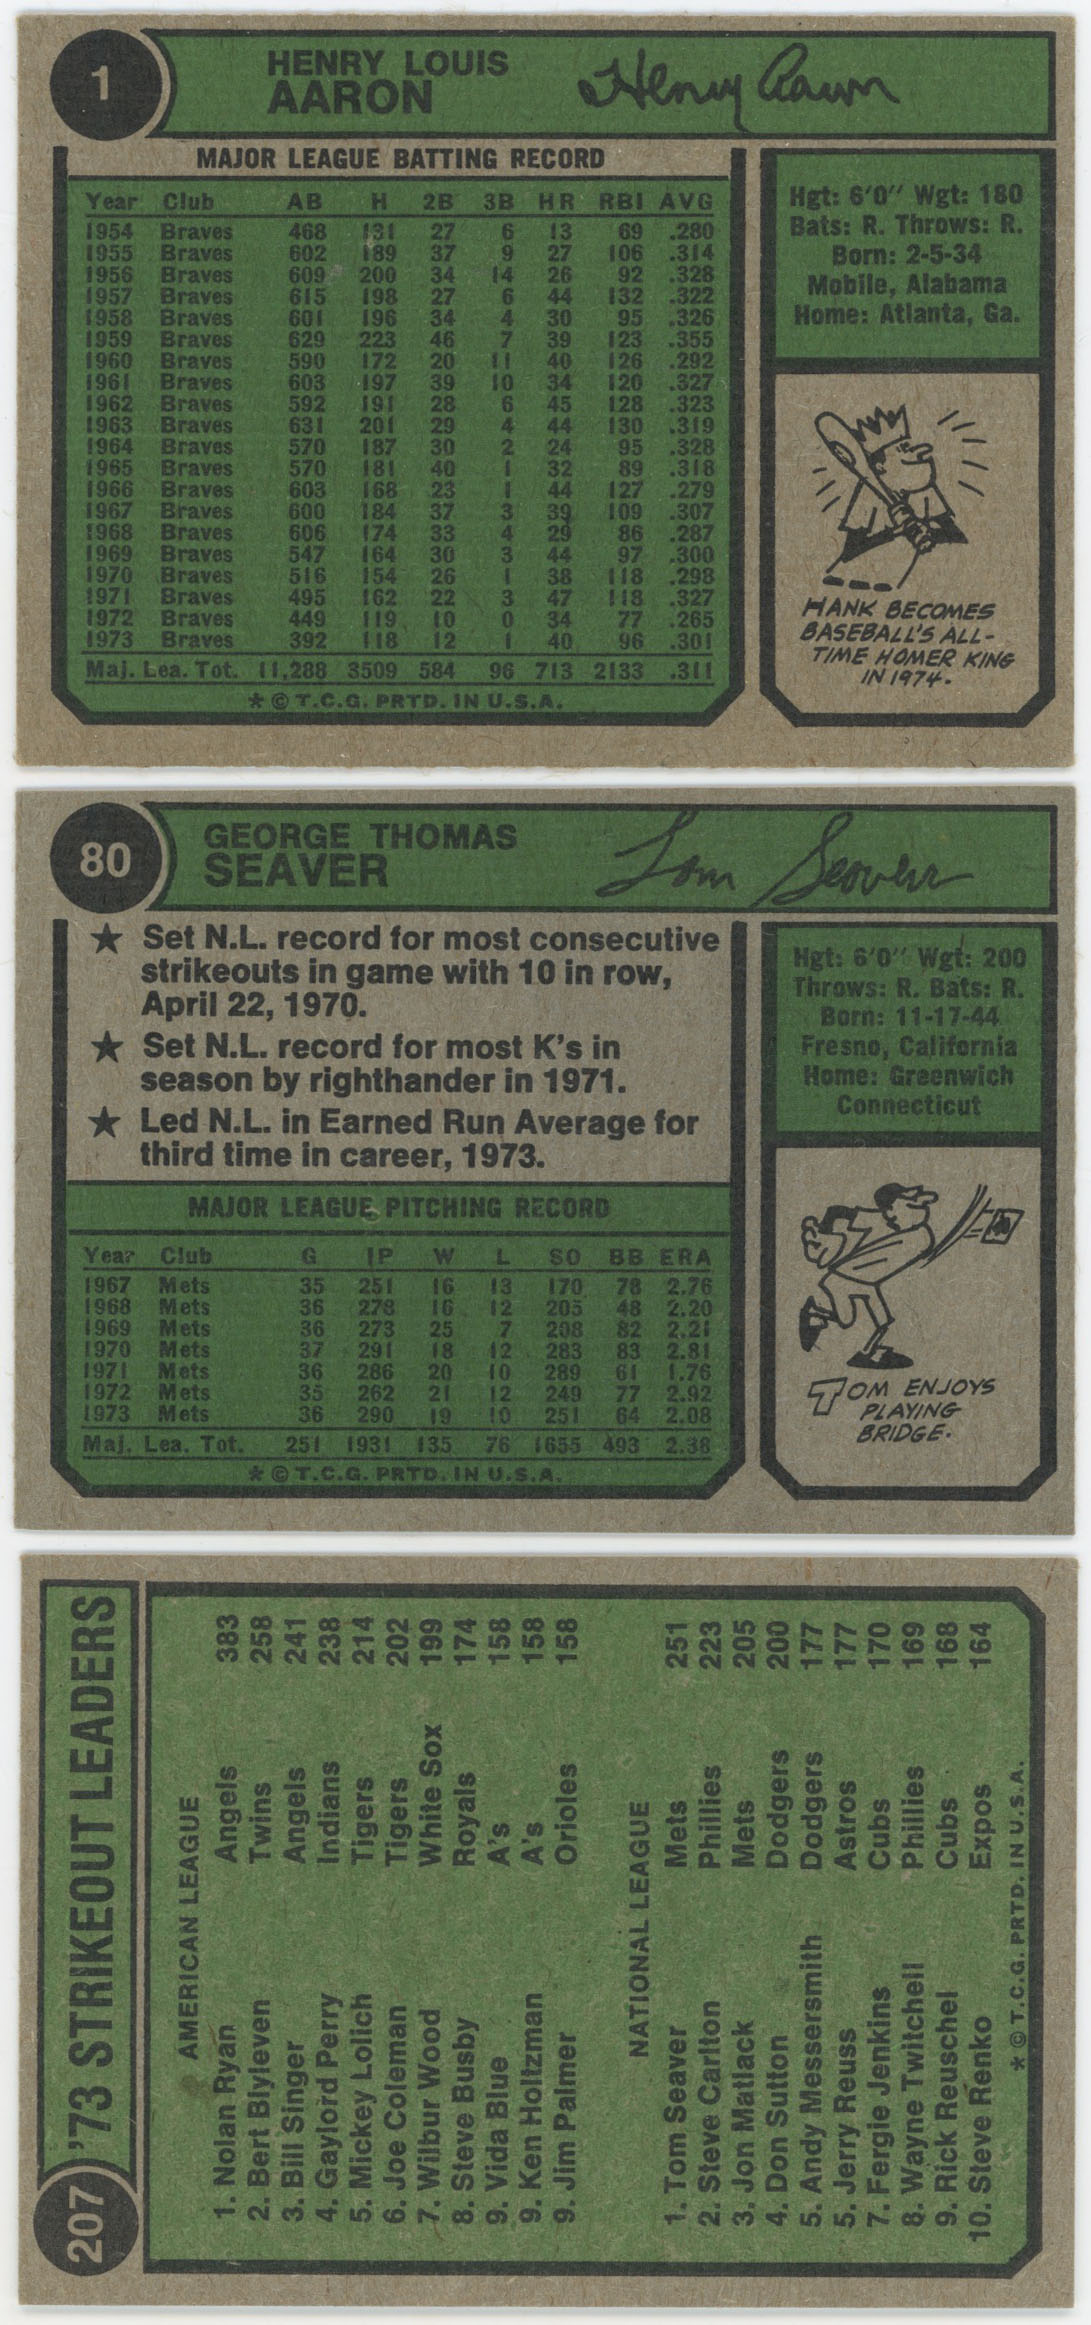 1
HENRY LOUIS
AARON
Henry Aaron
MAJOR LEAGUE BATTING RECORD
Year Club AB H 2B 3B HR RBI AVG
1954 Braves 468 131 27 6 13 69 .280
1955 Braves 602 189 37 9 27 106 .314
1956 Braves 609 200 34 14 26 92 .328
1957 Braves 615 198 27 6 44 132 .322
1958 Braves 601 196 34 4 30 95 .326
1959 Braves 629 223 46 7 39 123 .355
1960 Braves 590 172 20 11 40 126 .292
1961 Braves 603 197 39 10 34 120 .327
1962 Braves 592 191 28 6 45 128 .323
1963 Braves 631 201 29 4 44 130 .319
1964 Braves 570 187 30 2 24 95 .328
1965 Braves 570 181 40 1 32 89 .318
1966 Braves 603 168 23 1 44 127 .279
1967 Braves 600 184 37 3 39 109 .307
1968 Braves 606 174 33 4 29 86 .287
1969 Braves 547 164 30 3 44 97 .300
1970 Braves 516 154 26 1 38 118 .298
1971 Braves 495 162 22 3 47 118 .327
1972 Braves 449 119 10 0 34 77 .265
1973 Braves 392 118 12 1 40 96 .301
Maj. Lea. Tot. 11,288 3509 584 96 713 2133 .311
* © T.C.G. PRTD. IN U.S.A.
Hgt: 6'0" Wgt: 180
Bats: R. Throws: R.
Born: 2-5-34
Mobile, Alabama
Home: Atlanta, Ga.
HANK BECOMES
BASEBALL'S ALL-
TIME HOMER KING
IN 1974.
80
GEORGE THOMAS
SEAVER
Tom Seaver
★ Set N.L. record for most consecutive
strikeouts in game with 10 in row,
April 22, 1970.
★ Set N.L. record for most K's in
season by righthander in 1971.
★ Led N.L. in Earned Run Average for
third time in career, 1973.
MAJOR LEAGUE PITCHING RECORD
Year Club G IP W L SO BB ERA
1967 Mets 35 251 16 13 170 78 2.76
1968 Mets 36 278 16 12 205 48 2.20
1969 Mets 36 273 25 7 208 82 2.21
1970 Mets 37 291 18 12 283 83 2.81
1971 Mets 36 286 20 10 289 61 1.76
1972 Mets 35 262 21 12 249 77 2.92
1973 Mets 36 290 19 10 251 64 2.08
Maj. Lea. Tot. 251 1931 135 76 1655 493 2.38
* © T.C.G. PRTD. IN U.S.A.
Hgt: 6'0" Wgt: 200
Throws: R. Bats: R.
Born: 11-17-44
Fresno, California
Home: Greenwich
Connecticut
TOM ENJOYS
PLAYING
BRIDGE.
207
'73 STRIKEOUT LEADERS
AMERICAN LEAGUE
1. Nolan Ryan Angels 383
2. Bert Blyleven Twins 258
3. Bill Singer Angels 241
4. Gaylord Perry Indians 238
5. Mickey Lolich Tigers 214
6. Joe Coleman Tigers 202
7. Wilbur Wood White Sox 199
8. Steve Busby Royals 174
9. Vida Blue A's 158
9. Ken Holtzman A's 158
9. Jim Palmer Orioles 158
NATIONAL LEAGUE
1. Tom Seaver Mets 251
2. Steve Carlton Phillies 223
3. Jon Matlack Mets 205
4. Don Sutton Dodgers 200
5. Andy Messersmith Dodgers 177
5. Jerry Reuss Astros 177
7. Fergie Jenkins Cubs 170
8. Wayne Twitchell Phillies 169
9. Rick Reuschel Cubs 168
10. Steve Renko Expos 164
* © T.C.G. PRTD. IN U.S.A.